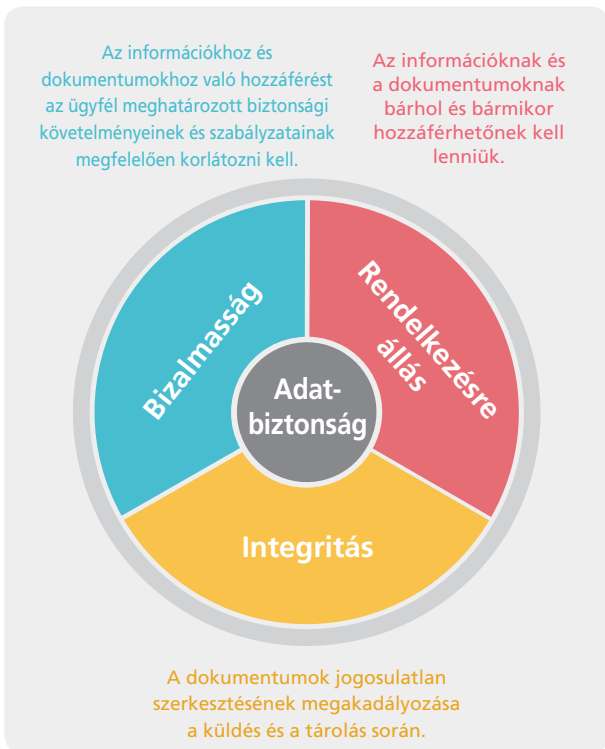 Az információkhoz és
dokumentumokhoz való hozzáférést
az ügyfél meghatározott biztonsági
követelményeinek és szabályzatainak
megfelelően korlátozni kell.
Az információknak és
a dokumentumoknak
bárhol és bármikor
hozzáférhetőnek kell
lenniük.
Bizalmasság
Rendelkezésre
állás
Adat-
biztonság
Integritás
A dokumentumok jogosulatlan
szerkesztésének megakadályozása
a küldés és a tárolás során.